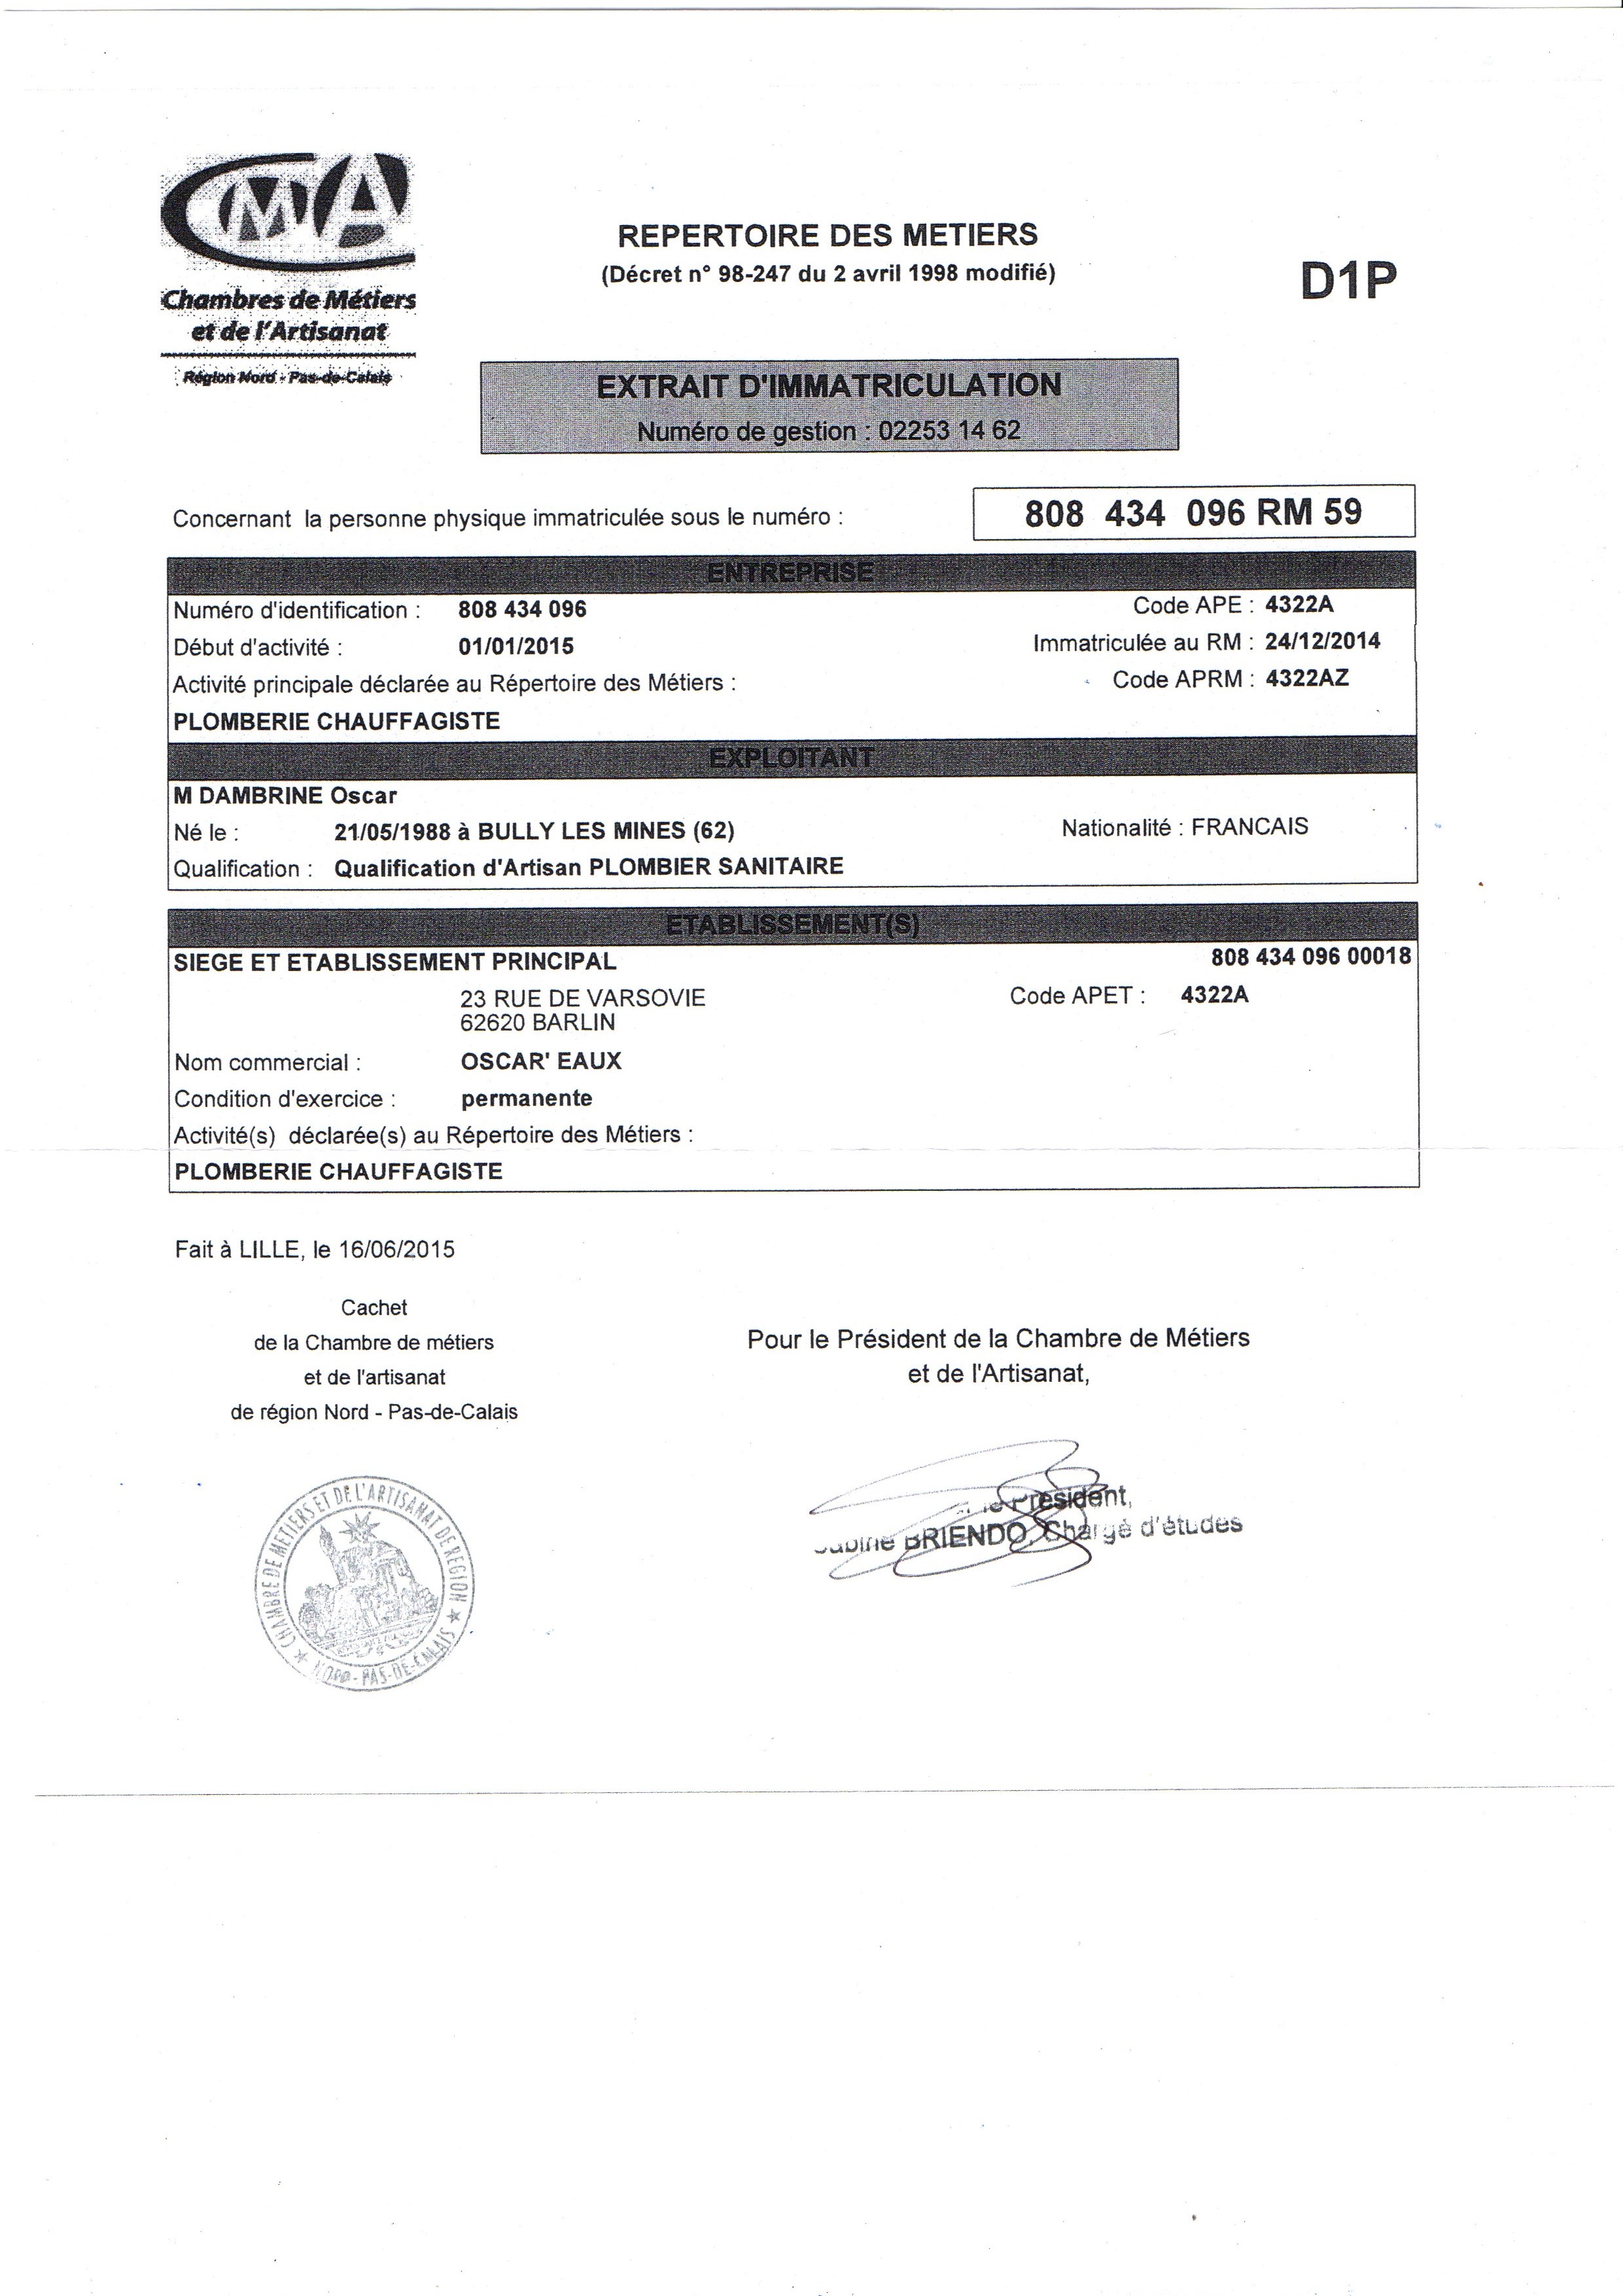 CMA
Chambres de Métiers
et de l'Artisanat
Région Nord - Pas-de-Calais
REPERTOIRE DES METIERS
(Décret n° 98-247 du 2 avril 1998 modifié)
D1P
EXTRAIT D'IMMATRICULATION
Numéro de gestion : 02253 14 62
Concernant la personne physique immatriculée sous le numéro : 808 434 096 RM 59
ENTREPRISE
Numéro d'identification : 808 434 096 Code APE : 4322A
Début d'activité : 01/01/2015 Immatriculée au RM : 24/12/2014
Activité principale déclarée au Répertoire des Métiers : Code APRM : 4322AZ
PLOMBERIE CHAUFFAGISTE
EXPLOITANT
M DAMBRINE Oscar
Né le : 21/05/1988 à BULLY LES MINES (62) Nationalité : FRANCAIS
Qualification : Qualification d'Artisan PLOMBIER SANITAIRE
ETABLISSEMENT(S)
SIEGE ET ETABLISSEMENT PRINCIPAL 808 434 096 00018
23 RUE DE VARSOVIE Code APET : 4322A
62620 BARLIN
Nom commercial : OSCAR' EAUX
Condition d'exercice : permanente
Activité(s) déclarée(s) au Répertoire des Métiers :
PLOMBERIE CHAUFFAGISTE
Fait à LILLE, le 16/06/2015
Cachet
de la Chambre de métiers
et de l'artisanat
de région Nord - Pas-de-Calais
Pour le Président de la Chambre de Métiers
et de l'Artisanat,
Président,
BRIENDO, Chargé d'études
CHAMBRE DE METIERS ET DE L'ARTISANAT DE REGION
NORD - PAS-DE-CALAIS